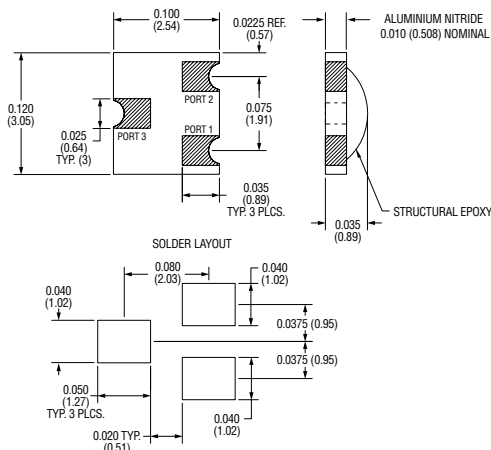 0.100
(2.54)
0.0225 REF.
(0.57)
ALUMINIUM NITRIDE
0.010 (0.508) NOMINAL
0.120
(3.05)
0.025
(0.64)
TYP. (3)
PORT 3
PORT 2
PORT 1
0.075
(1.91)
0.035
(0.89)
TYP. 3 PLCS.
STRUCTURAL EPOXY
0.035
(0.89)
SOLDER LAYOUT
0.080
(2.03)
0.040
(1.02)
0.040
(1.02)
0.0375 (0.95)
0.0375 (0.95)
0.050
(1.27)
TYP. 3 PLCS.
0.040
(1.02)
0.020 TYP.
(0.51)